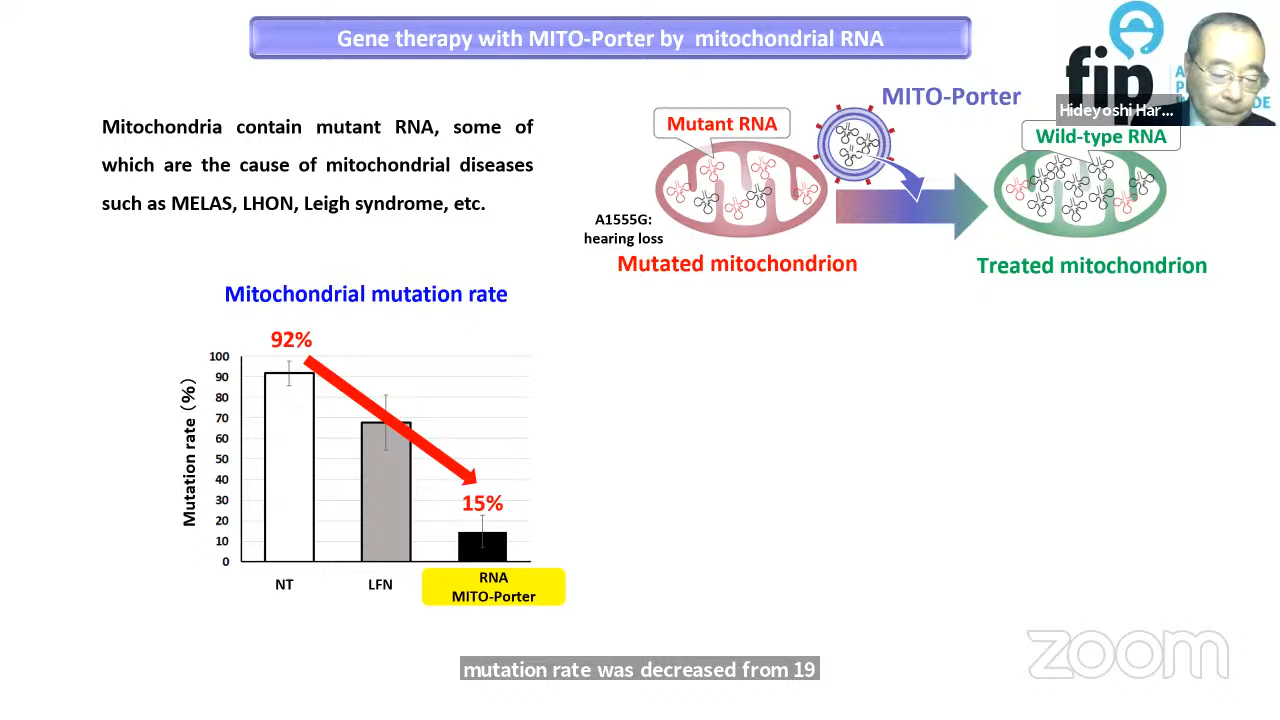 Gene therapy with MITO-Porter by mitochondrial RNA
fip
Hideyoshi Har...
Mitochondria contain mutant RNA, some of
which are the cause of mitochondrial diseases
such as MELAS, LHON, Leigh syndrome, etc.
MITO-Porter
Mutant RNA
Wild-type RNA
A1555G:
hearing loss
Mutated mitochondrion
Treated mitochondrion
Mitochondrial mutation rate
92%
Mutation rate (%)
100
90
80
70
60
50
40
30
20
10
0
15%
NT
LFN
RNA
MITO-Porter
mutation rate was decreased from 19
zoom